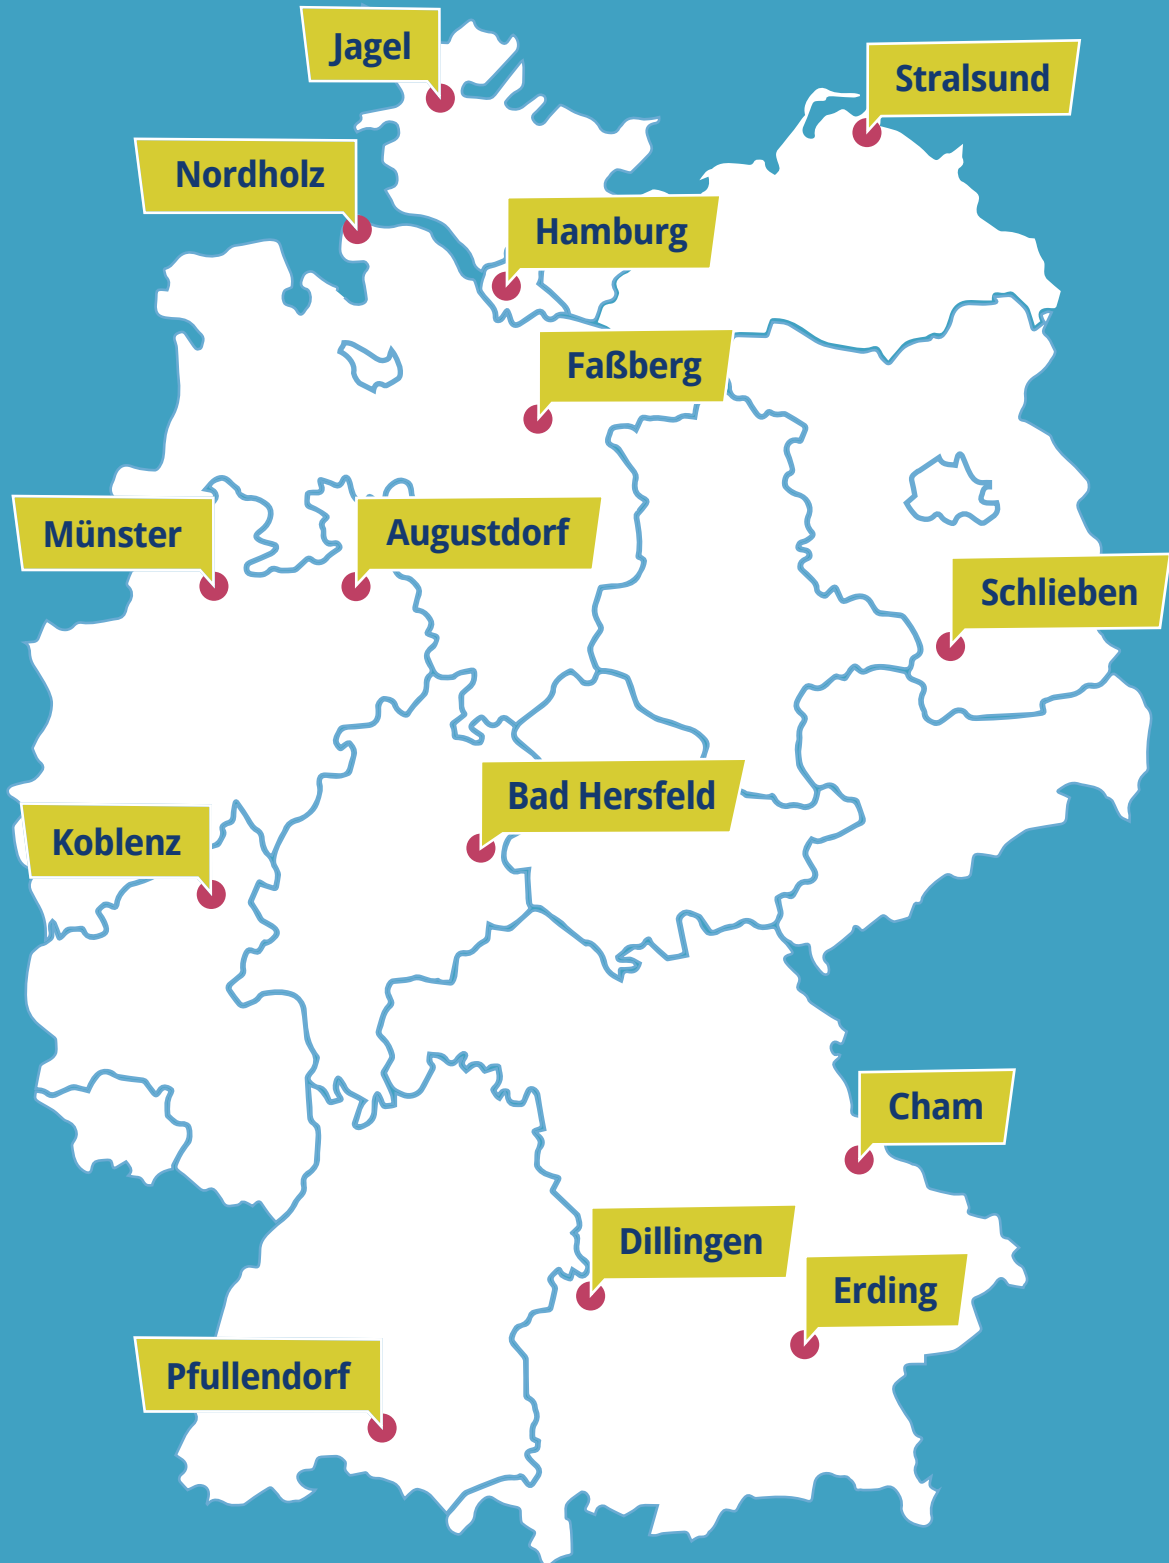 Jagel
Stralsund
Nordholz
Hamburg
Faßberg
Münster
Augustdorf
Schlieben
Bad Hersfeld
Koblenz
Cham
Dillingen
Erding
Pfullendorf